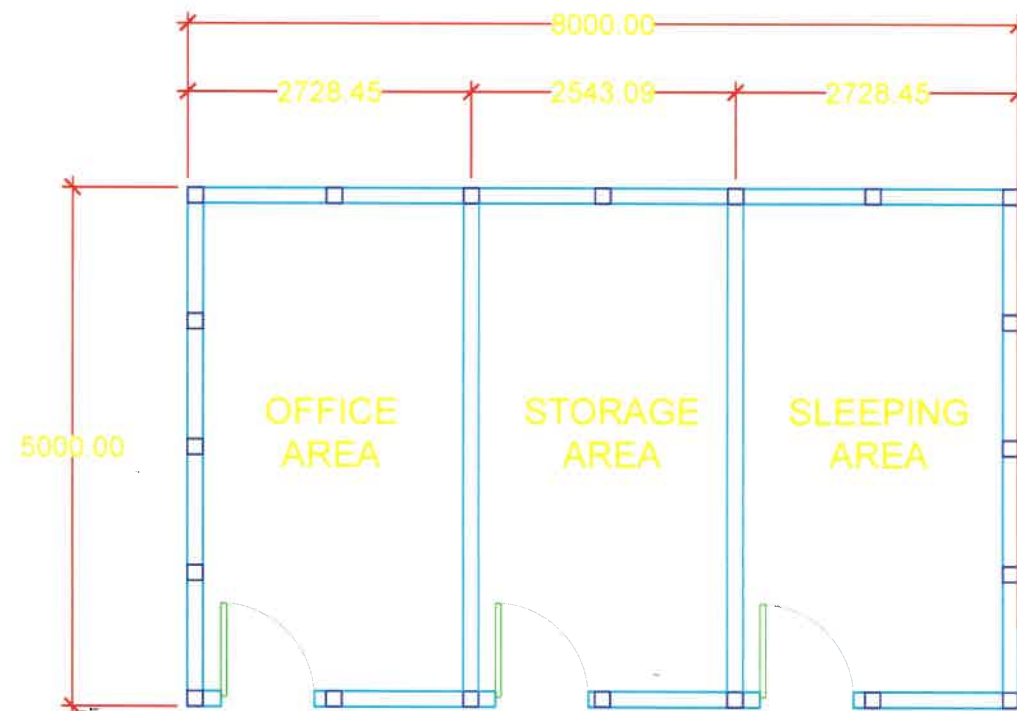 8000.00
2728.45 2543.09 2728.45
5000.00
OFFICE
AREA
STORAGE
AREA
SLEEPING
AREA